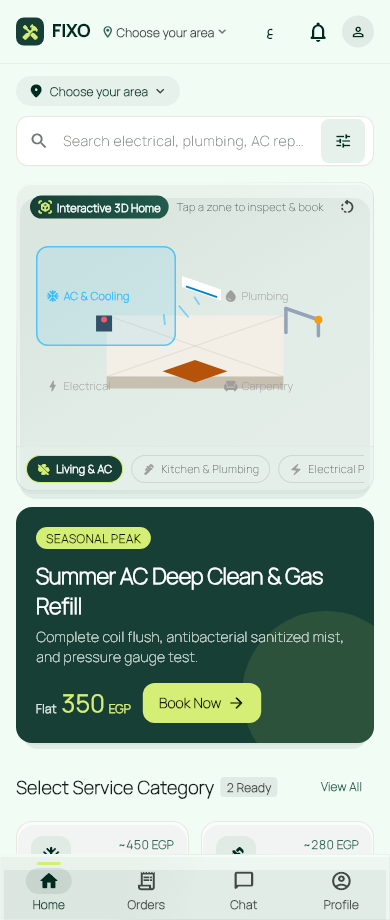 FIXO
Choose your area
ع
Choose your area
Search electrical, plumbing, AC rep...
Interactive 3D Home
Tap a zone to inspect & book
AC & Cooling
Plumbing
Electrical
Carpentry
Living & AC
Kitchen & Plumbing
Electrical P
SEASONAL PEAK
Summer AC Deep Clean & Gas
Refill
Complete coil flush, antibacterial sanitized mist,
and pressure gauge test.
Flat 350 EGP
Book Now
Select Service Category
2 Ready
View All
~450 EGP
~280 EGP
Home
Orders
Chat
Profile